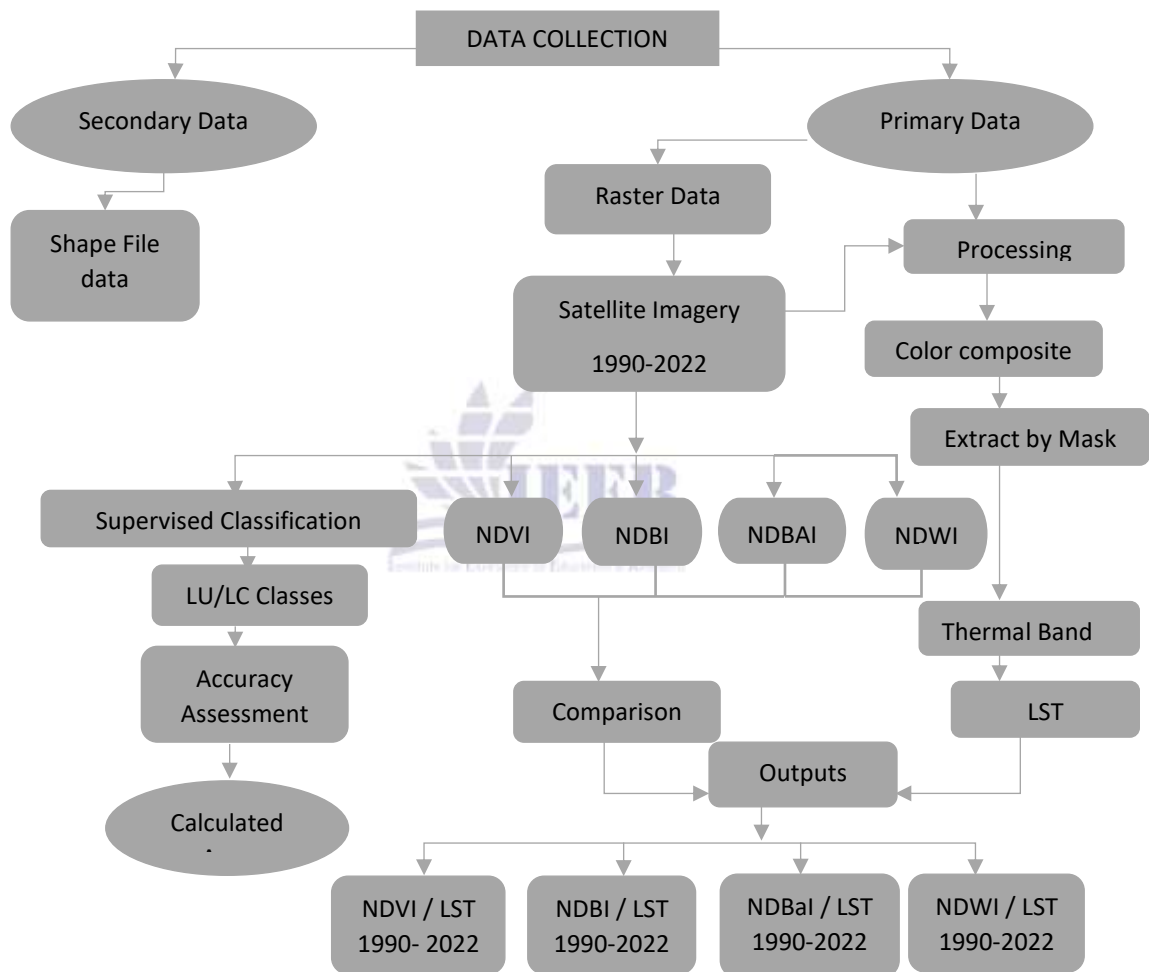 DATA COLLECTION
Secondary Data
Primary Data
Raster Data
Shape File
data
Processing
Satellite Imagery
1990-2022
Color composite
Extract by Mask
IEER
Supervised Classification
NDVI
NDBI
NDBAI
NDWI
LU/LC Classes
Thermal Band
Accuracy
Assessment
Comparison
LST
Outputs
Calculated
NDVI / LST
1990- 2022
NDBI / LST
1990-2022
NDBaI / LST
1990-2022
NDWI / LST
1990-2022